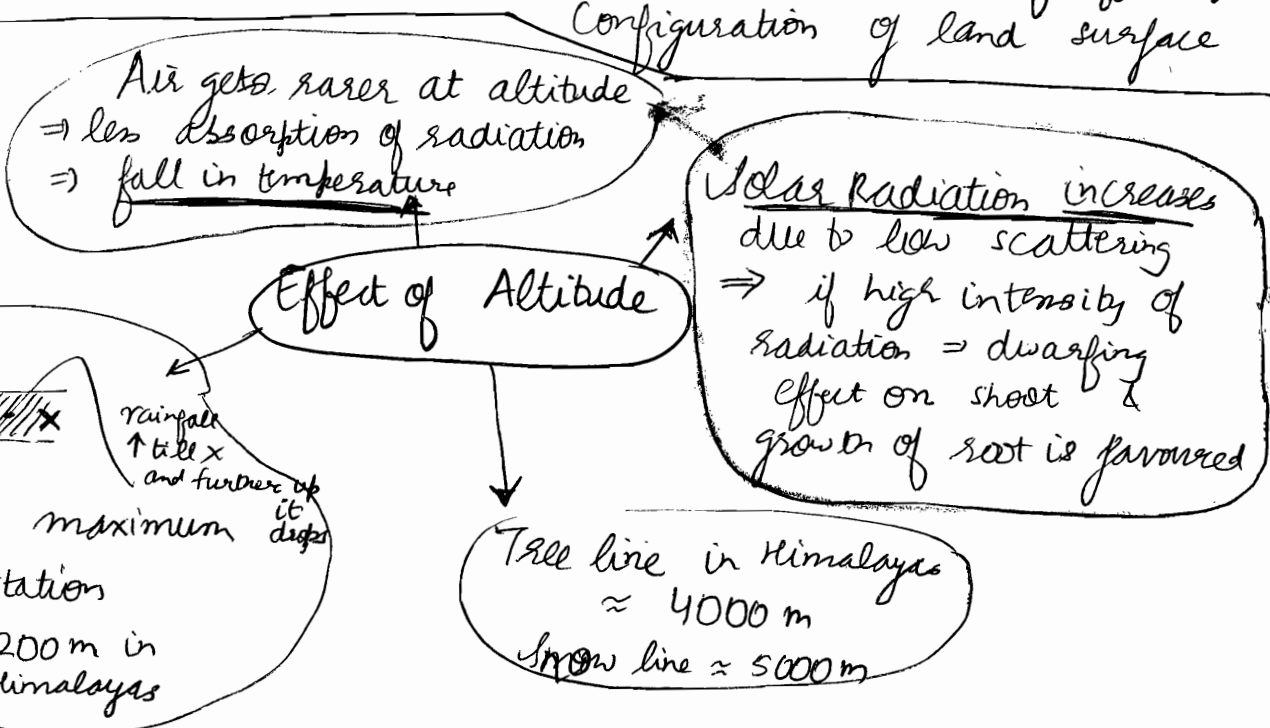 Configuration of land surface
Air gets rarer at altitude
⇒ less absorption of radiation
⇒ fall in temperature
Solar Radiation increases
due to low scattering
⇒ if high intensity of
radiation ⇒ dwarfing
effect on shoot &
growth of root is favoured
Effect of Altitude
rainfall
↑ till x
and further up
it
drops
maximum
tation
200 m in
Himalayas
Tree line in Himalayas
≈ 4000 m
Snow line ≈ 5000 m